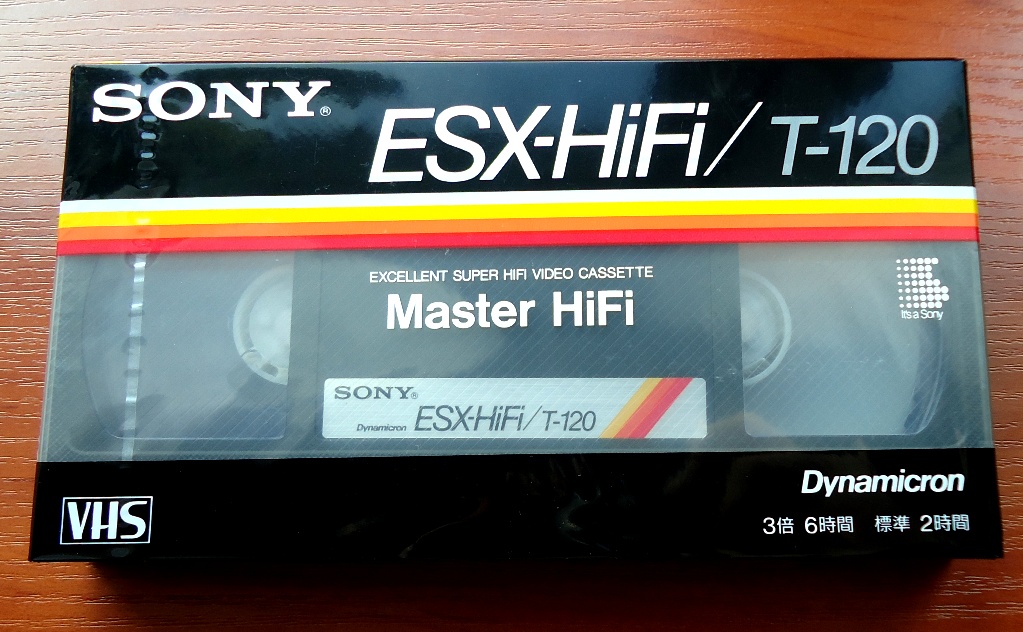 SONY®
ESX-HiFi/T-120
EXCELLENT SUPER HIFI VIDEO CASSETTE
Master HiFi
It's a Sony
SONY®
Dynamicron ESX-HiFi/T-120
Dynamicron
VHS
3倍 6時間 標準 2時間